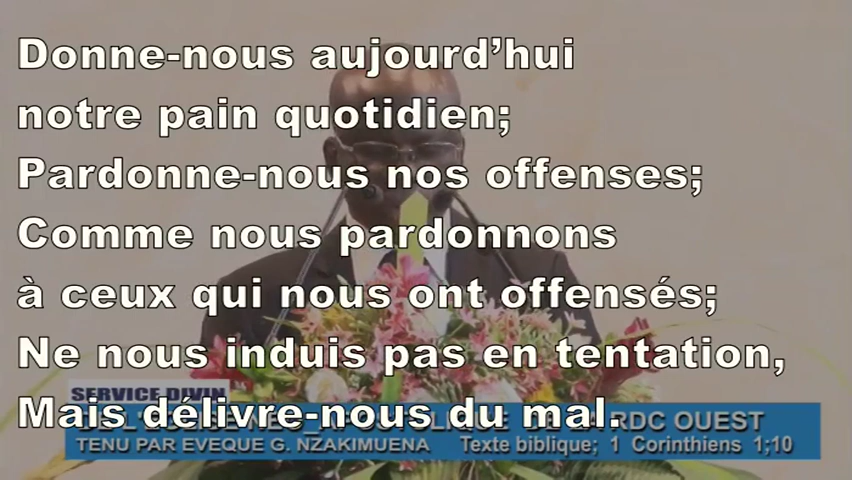 Donne-nous aujourd’hui
notre pain quotidien;
Pardonne-nous nos offenses;
Comme nous pardonnons
à ceux qui nous ont offensés;
Ne nous induis pas en tentation,
SERVICE DIVIN
Mais délivre-nous du mal.
RDC OUEST
TENU PAR EVEQUE G. NZAKIMUENA Texte biblique; 1 Corinthiens 1;10